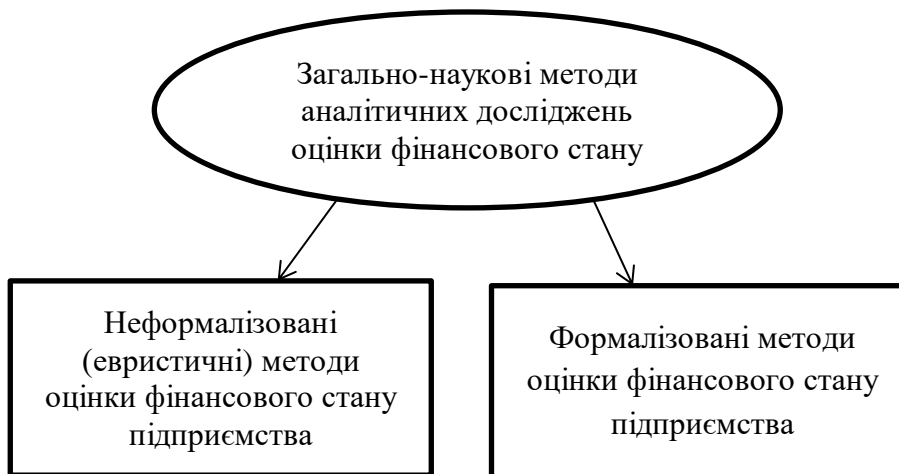 Загально-наукові методи
аналітичних досліджень
оцінки фінансового стану
Неформалізовані
(евристичні) методи
оцінки фінансового стану
підприємства
Формалізовані методи
оцінки фінансового стану
підприємства